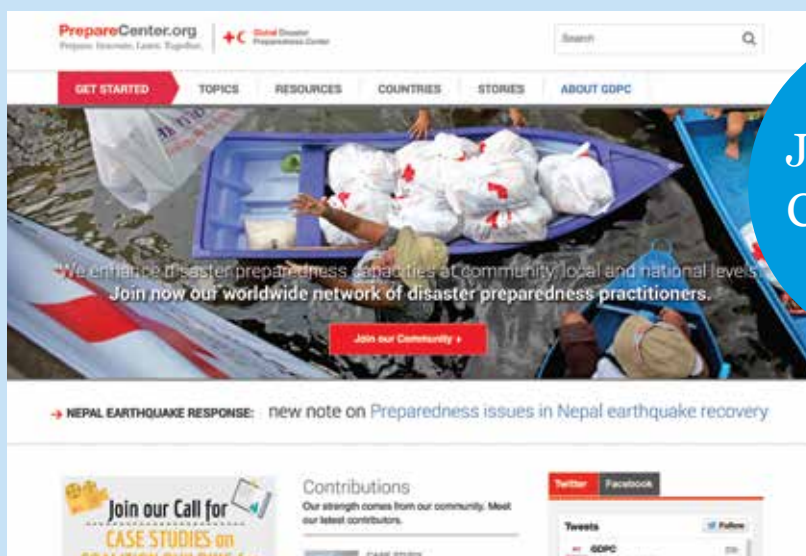 PrepareCenter.org
Prepare. Innovate. Learn. Together.
Global Disaster
Preparedness Center
Search
GET STARTED
TOPICS
RESOURCES
COUNTRIES
STORIES
ABOUT GDPC
J
C
We enhance disaster preparedness capacities at community, local and national levels
Join now our worldwide network of disaster preparedness practitioners.
Join our Community
NEPAL EARTHQUAKE RESPONSE: new note on Preparedness issues in Nepal earthquake recovery
Join our Call for
CASE STUDIES on
COALITION BUILDING &
Contributions
Our strength comes from our community. Meet
our latest contributors.
CASE STUDY
Twitter
Facebook
Tweets
Follow
GDPC